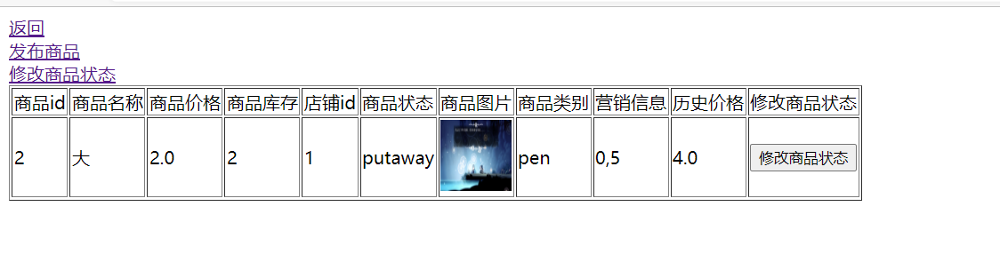 返回
发布商品
修改商品状态
商品id 商品名称 商品价格 商品库存 店铺id 商品状态 商品图片 商品类别 营销信息 历史价格 修改商品状态
2 大 2.0 2 1 putaway pen 0,5 4.0 修改商品状态